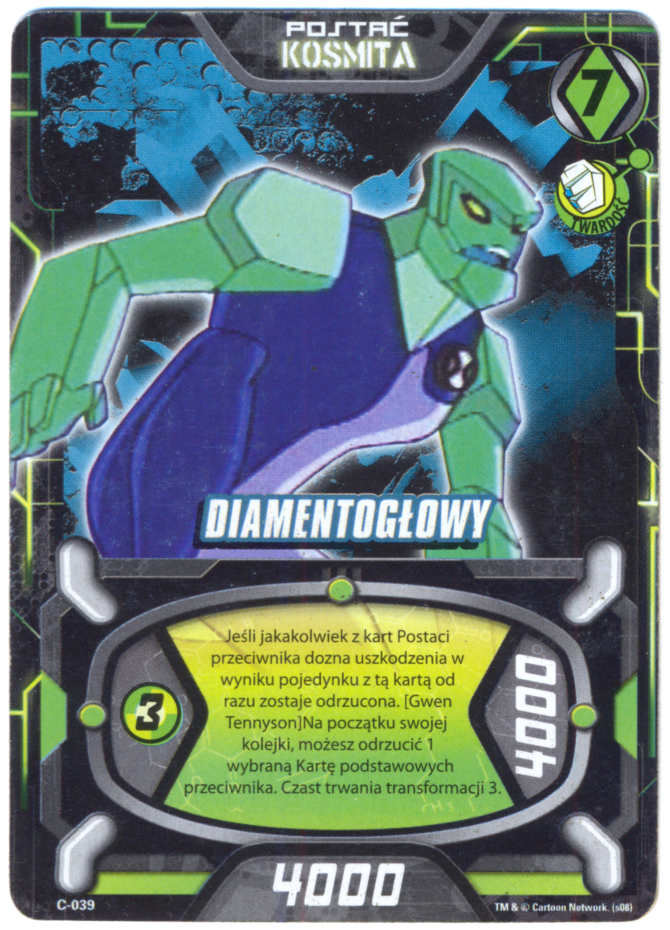 POSTAĆ
KOSMITA
7
TWARDOŚĆ
DIAMENTOGŁOWY
Jeśli jakakolwiek z kart Postaci
przeciwnika dozna uszkodzenia w
wyniku pojedynku z tą kartą od
razu zostaje odrzucona. [Gwen
Tennyson]Na początku swojej
kolejki, możesz odrzucić 1
wybraną Kartę podstawowych
przeciwnika. Czast trwania transformacji 3.
3
4000
4000
C-039
TM & © Cartoon Network. (s08)